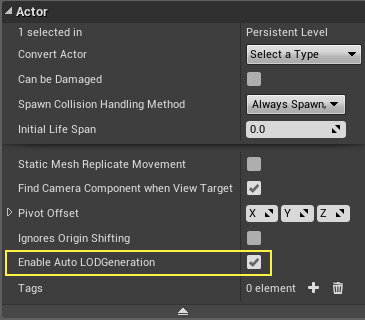 Actor
1 selected in Persistent Level
Convert Actor Select a Type
Can be Damaged
Spawn Collision Handling Method Always Spawn,
Initial Life Span 0.0
Static Mesh Replicate Movement
Find Camera Component when View Target
Pivot Offset X Y Z
Ignores Origin Shifting
Enable Auto LODGeneration
Tags 0 element